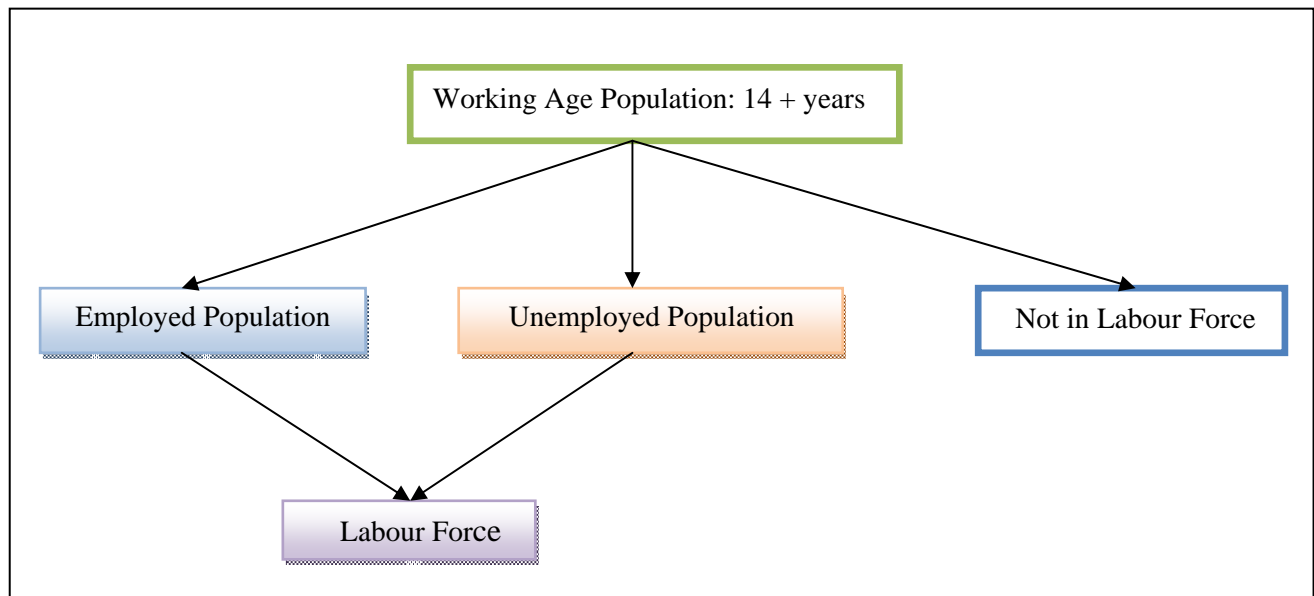 Working Age Population: 14 + years
Employed Population
Unemployed Population
Not in Labour Force
Labour Force